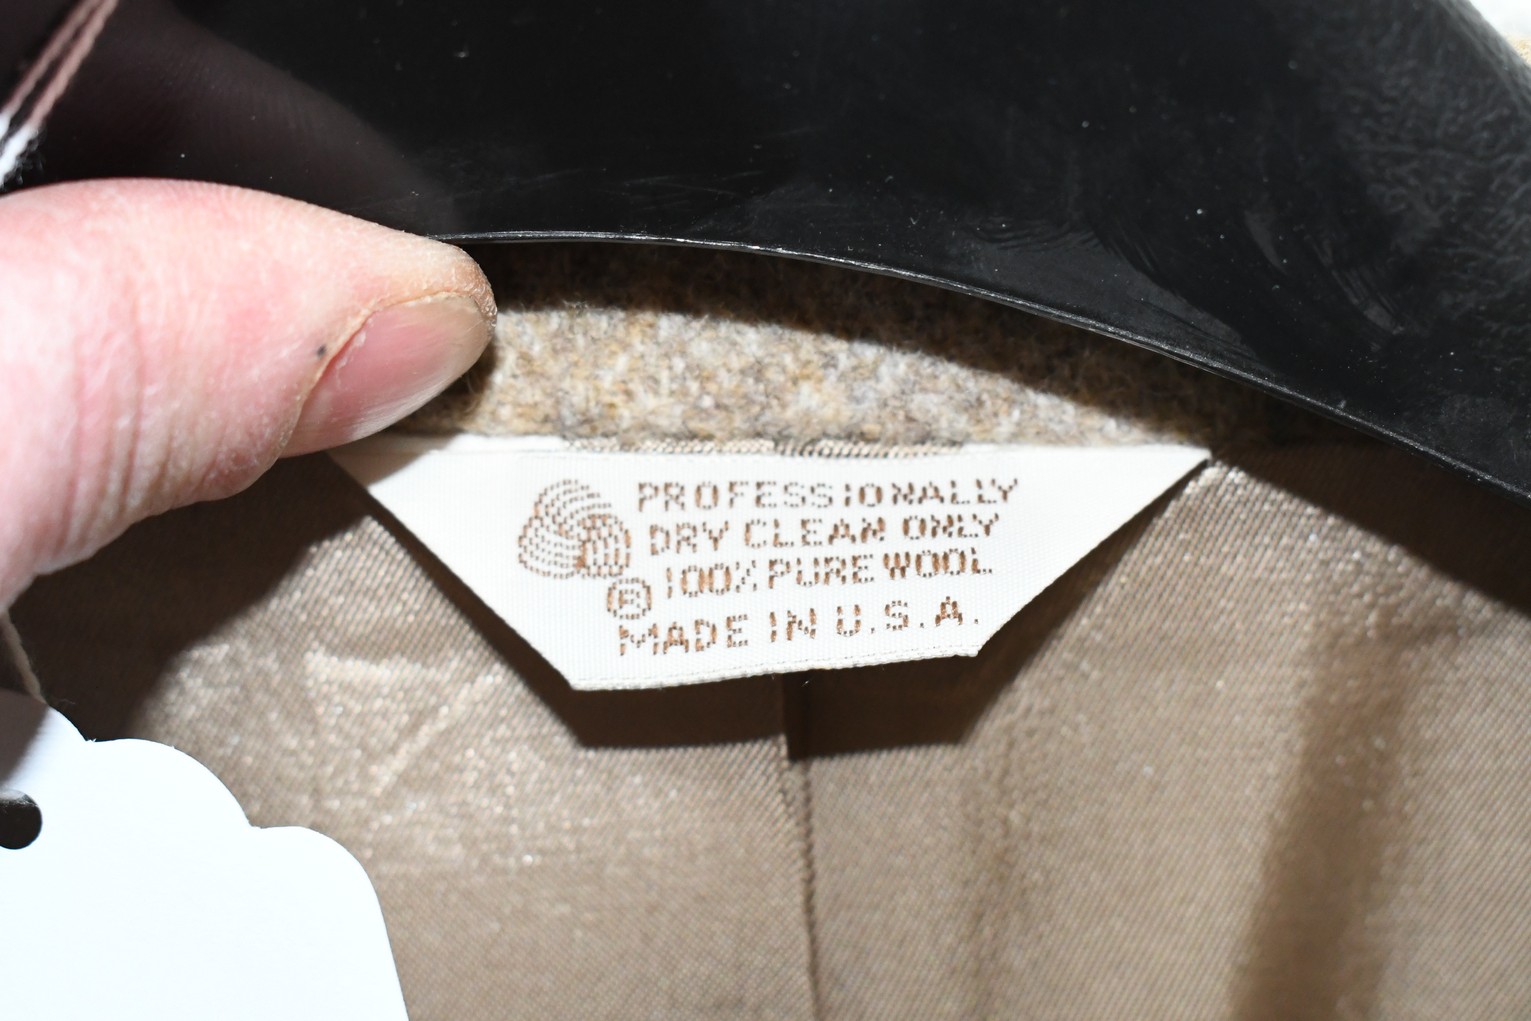 PROFESSIONALLY
DRY CLEAN ONLY
® 100% PURE WOOL
MADE IN U.S.A.